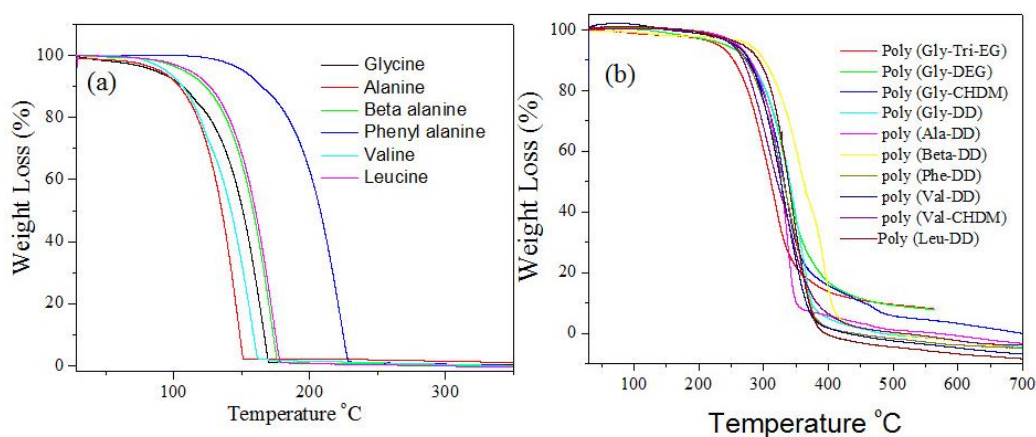 (a)
Glycine
Alanine
Beta alanine
Phenyl alanine
Valine
Leucine
Weight Loss (%)
100
80
60
40
20
0
100
200
300
Temperature °C
(b)
Poly (Gly-Tri-EG)
Poly (Gly-DEG)
Poly (Gly-CHDM)
Poly (Gly-DD)
poly (Ala-DD)
poly (Beta-DD)
poly (Phe-DD)
poly (Val-DD)
poly (Val-CHDM)
Poly (Leu-DD)
Weight Loss (%)
100
80
60
40
20
0
100
200
300
400
500
600
700
Temperature °C